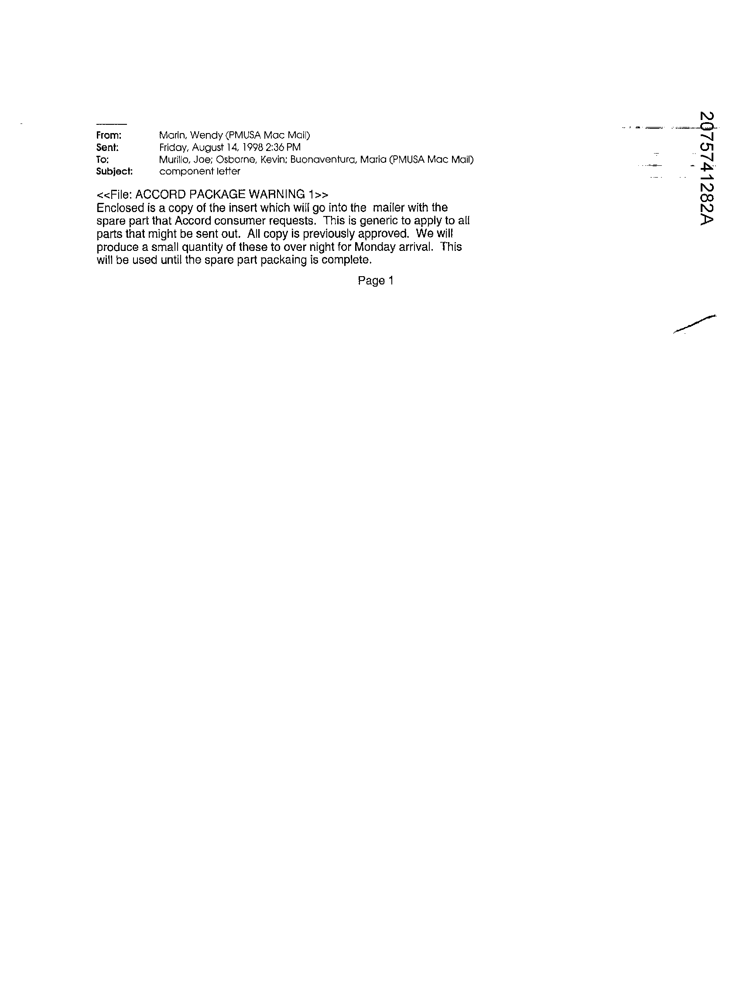 From: Marin, Wendy (PMUSA Mac Mail)
Sent: Friday, August 14, 1998 2:36 PM
To: Murillo, Joe; Osborne, Kevin; Buonaventura, Maria (PMUSA Mac Mail)
Subject: component letter
<<File: ACCORD PACKAGE WARNING 1>>
Enclosed is a copy of the insert which will go into the mailer with the
spare part that Accord consumer requests. This is generic to apply to all
parts that might be sent out. All copy is previously approved. We will
produce a small quantity of these to over night for Monday arrival. This
will be used until the spare part packaing is complete.
Page 1
2075741282A